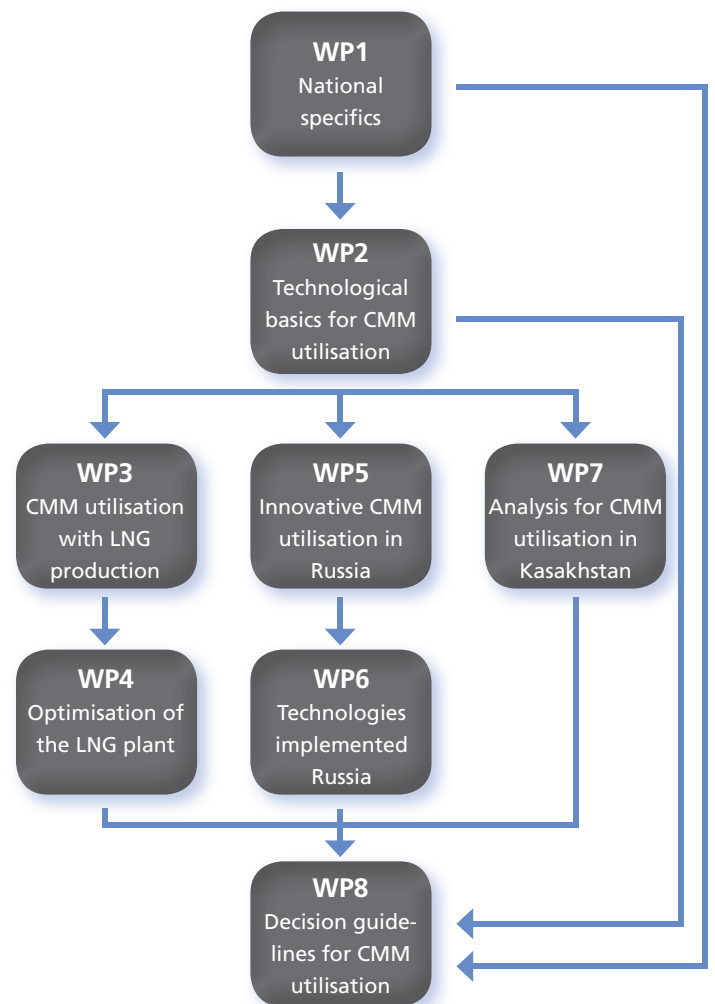 WP1
National
specifics
WP2
Technological
basics for CMM
utilisation
WP3
CMM utilisation
with LNG
production
WP5
Innovative CMM
utilisation in
Russia
WP7
Analysis for CMM
utilisation in
Kasakhstan
WP4
Optimisation of
the LNG plant
WP6
Technologies
implemented
Russia
WP8
Decision guide-
lines for CMM
utilisation